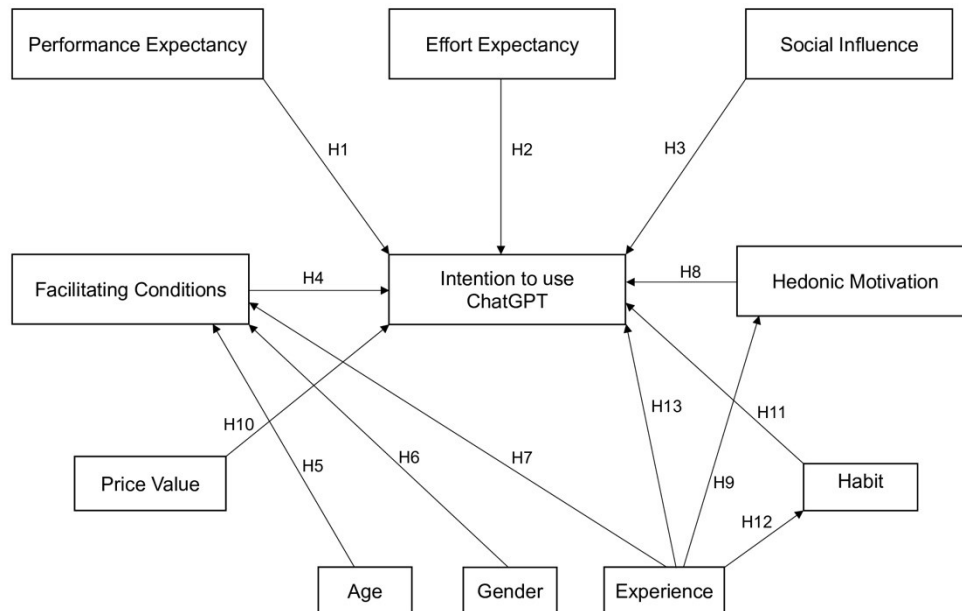 Performance Expectancy
Effort Expectancy
Social Influence
H1
H2
H3
Facilitating Conditions
H4
Intention to use
ChatGPT
H8
Hedonic Motivation
H10
H5
H6
H7
H13
H9
H11
H12
Price Value
Habit
Age
Gender
Experience